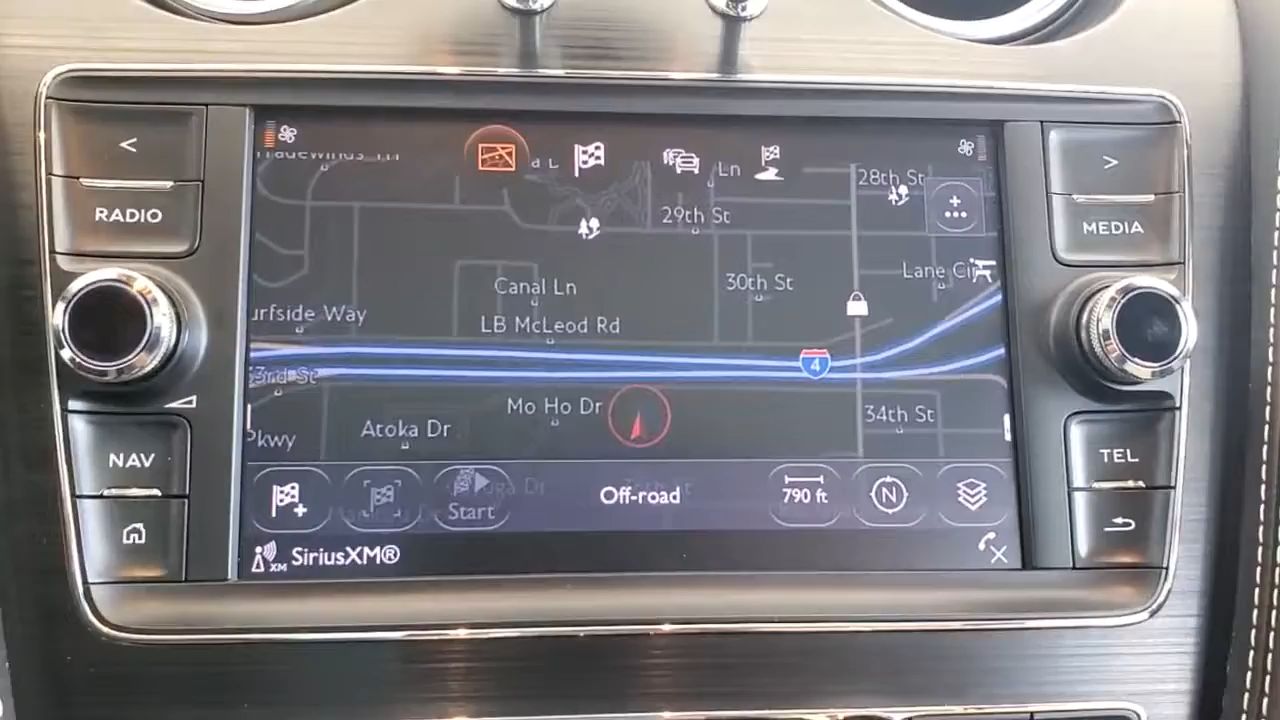 <
RADIO
NAV
>
MEDIA
TEL
Ln
28th St
29th St
Canal Ln
30th St
Lane Cir
urfside Way
LB McLeod Rd
4
3rd St
Mo Ho Dr
34th St
Atoka Dr
Pkwy
Start
Off-road
790 ft
N
XM SiriusXM®